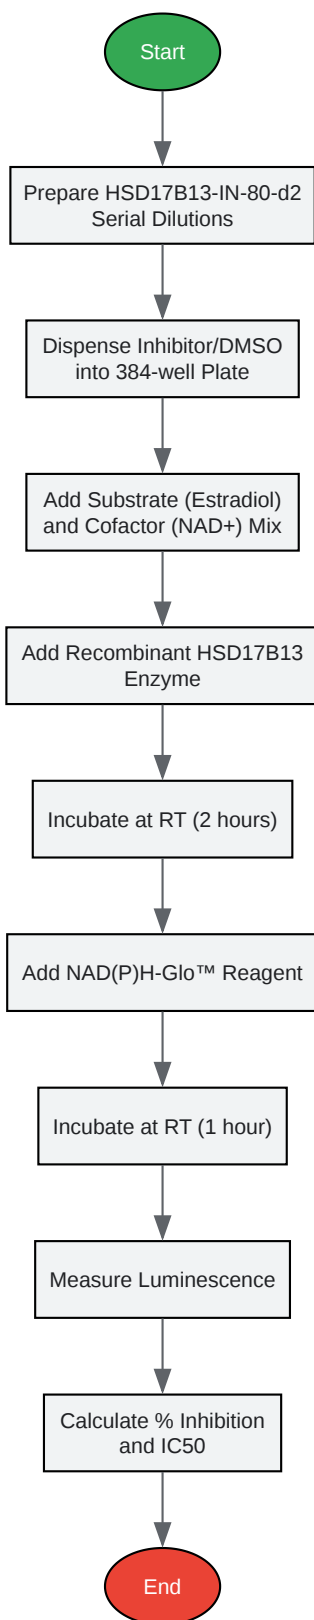 Start
Prepare HSD17B13-IN-80-d2
Serial Dilutions
Dispense Inhibitor/DMSO
into 384-well Plate
Add Substrate (Estradiol)
and Cofactor (NAD+) Mix
Add Recombinant HSD17B13
Enzyme
Incubate at RT (2 hours)
Add NAD(P)H-Glo™ Reagent
Incubate at RT (1 hour)
Measure Luminescence
Calculate % Inhibition
and IC50
End